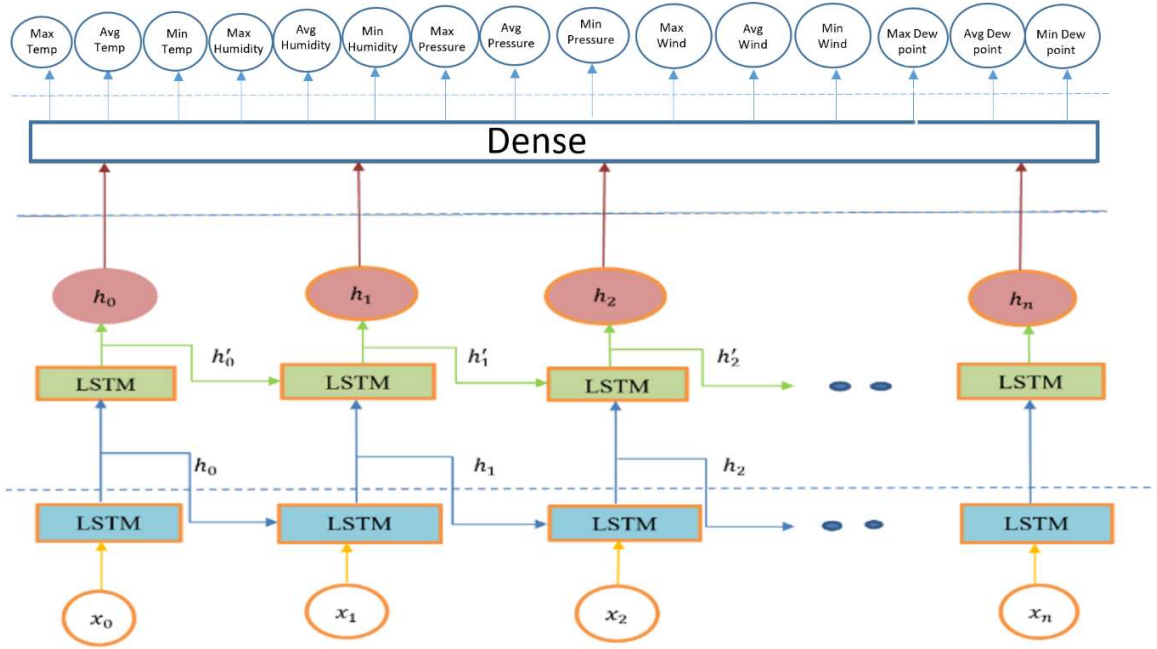 Max Temp
Avg Temp
Min Temp
Max Humidity
Avg Humidity
Min Humidity
Max Pressure
Avg Pressure
Min Pressure
Max Wind
Avg Wind
Min Wind
Max Dew point
Avg Dew point
Min Dew point
Dense
h₀
h₁
h₂
hₙ
h′₀
h′₁
h′₂
LSTM
LSTM
LSTM
LSTM
h₀
h₁
h₂
LSTM
LSTM
LSTM
LSTM
x₀
x₁
x₂
xₙ